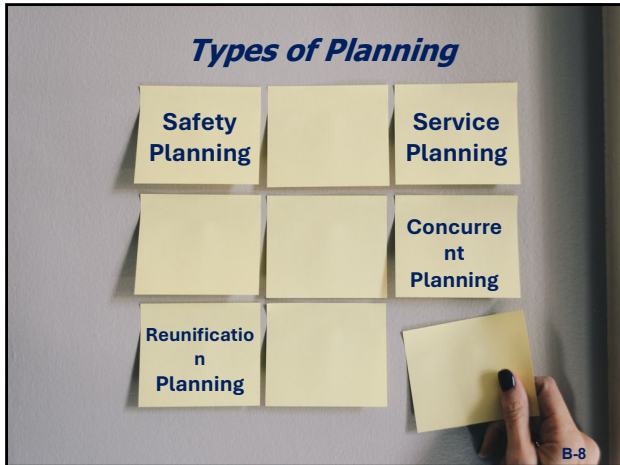 Types of Planning
Safety
Planning
Service
Planning
Concurre
nt
Planning
Reunificatio
n
Planning
B-8